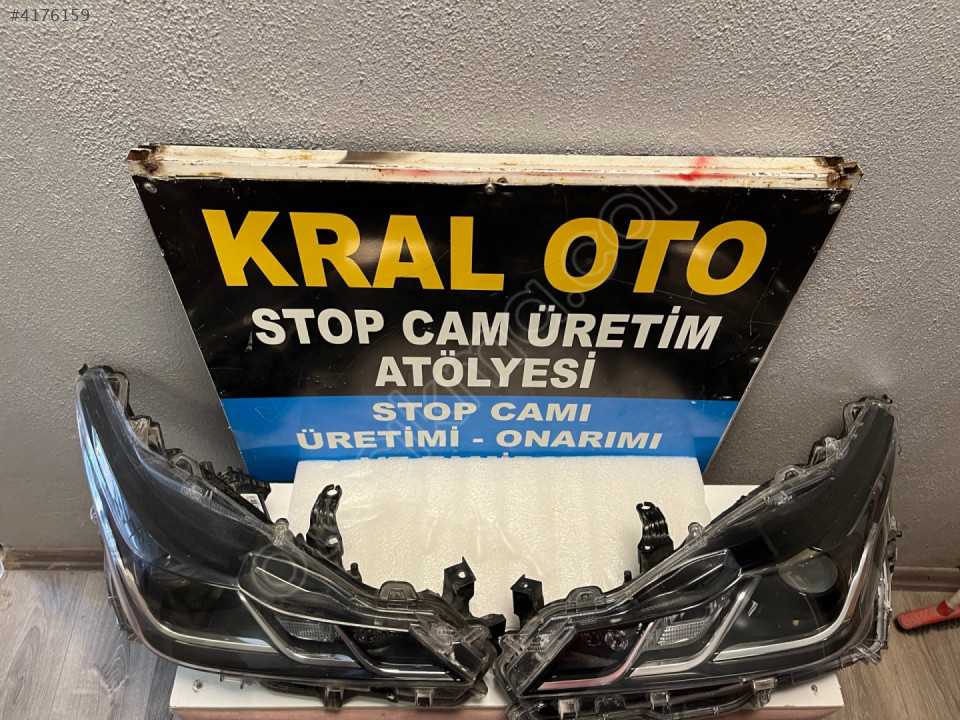 #4176159
KRAL OTO
STOP CAM ÜRETİM
ATÖLYESİ
STOP CAMI
ÜRETİMİ - ONARIMI